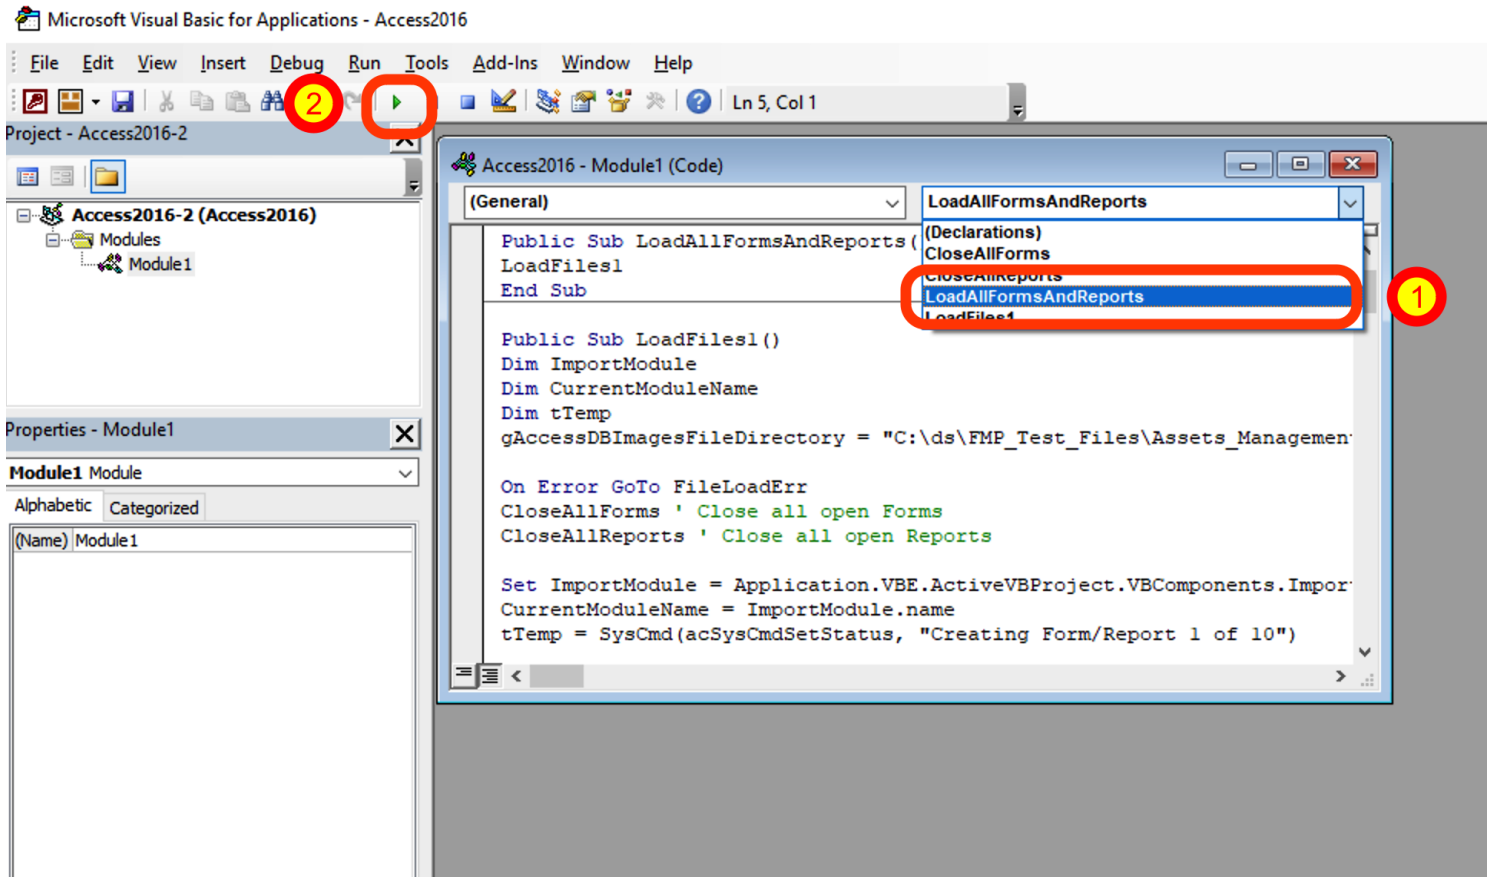 Microsoft Visual Basic for Applications - Access2016
File Edit View Insert Debug Run Tools Add-Ins Window Help
2
Ln 5, Col 1
Project - Access2016-2
Access2016-2 (Access2016)
Modules
Module1
Properties - Module1
Module1 Module
Alphabetic Categorized
(Name) Module1
Access2016 - Module1 (Code)
(General)
LoadAllFormsAndReports
(Declarations)
CloseAllForms
CloseAllReports
LoadAllFormsAndReports
LoadFiles1
1
Public Sub LoadAllFormsAndReports(
LoadFiles1
End Sub
Public Sub LoadFiles1()
Dim ImportModule
Dim CurrentModuleName
Dim tTemp
gAccessDBImagesFileDirectory = "C:\ds\FMP_Test_Files\Assets_Managemen
On Error GoTo FileLoadErr
CloseAllForms ' Close all open Forms
CloseAllReports ' Close all open Reports
Set ImportModule = Application.VBE.ActiveVBProject.VBComponents.Impor
CurrentModuleName = ImportModule.name
tTemp = SysCmd(acSysCmdSetStatus, "Creating Form/Report 1 of 10")